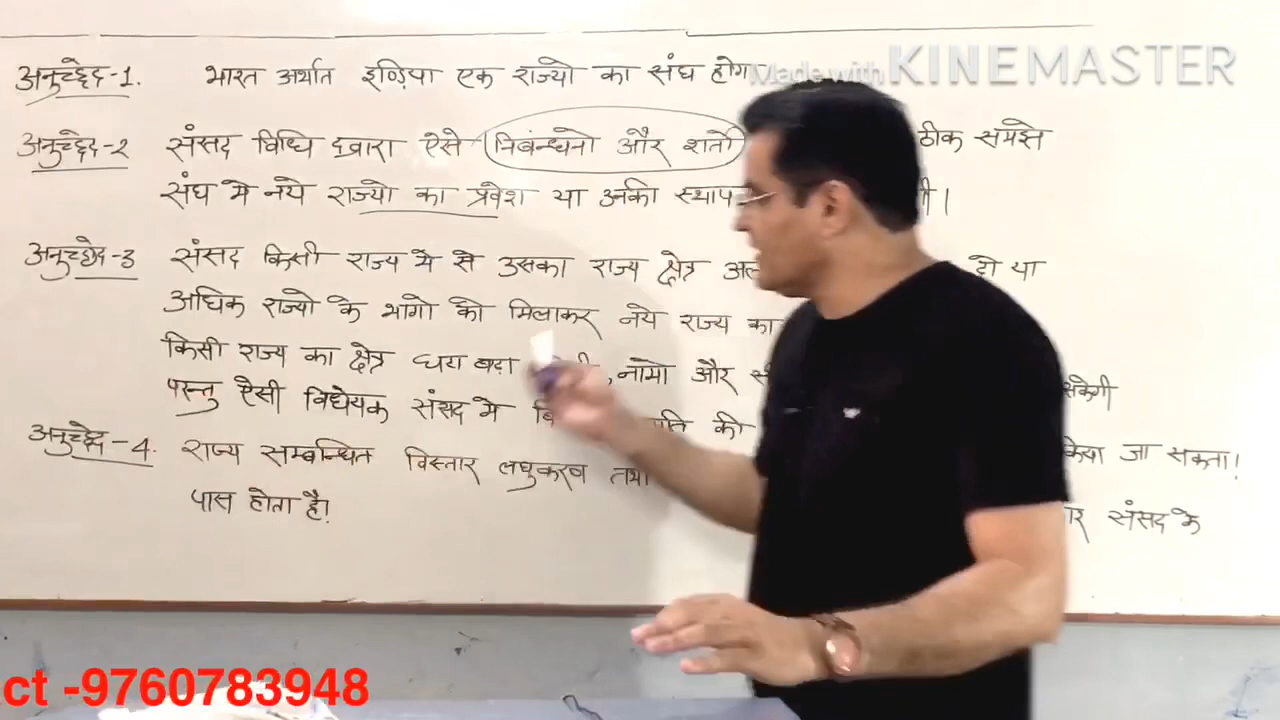 Made with KINEMASTER
अनुच्छेद-1. भारत अर्थात इण्डिया एक राज्यो का संघ होगा
अनुच्छेद-2 संसद विधि द्वारा ऐसे निबंन्धनो और शर्तो ठीक समझे
संघ मे नये राज्यो का प्रवेश या उनकी स्थाप
अनुच्छेद-3 संसद किसी राज्य मे से उसका राज्य क्षेत्र दो या
अधिक राज्यो के भागो को मिलाकर नये राज्य का
किसी राज्य का क्षेत्र घटा बढा , नामो और सकेगी
परन्तु ऐसी विधेयक संसद मे की किया जा सकता!
अनुच्छेद-4. राज्य सम्बन्धित विस्तार लघुकरण तथा संसद के
पास होता है!
ct -9760783948